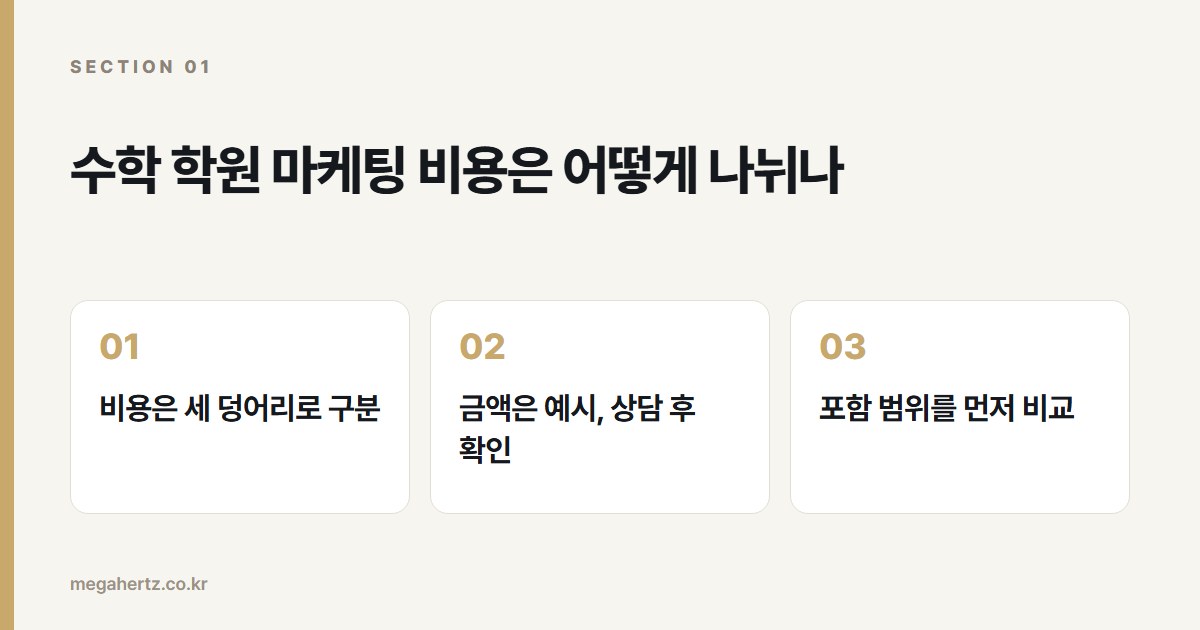 SECTION 01
수학 학원 마케팅 비용은 어떻게 나뉘나
01
비용은 세 덩어리로 구분
02
금액은 예시, 상담 후
확인
03
포함 범위를 먼저 비교
megahertz.co.kr